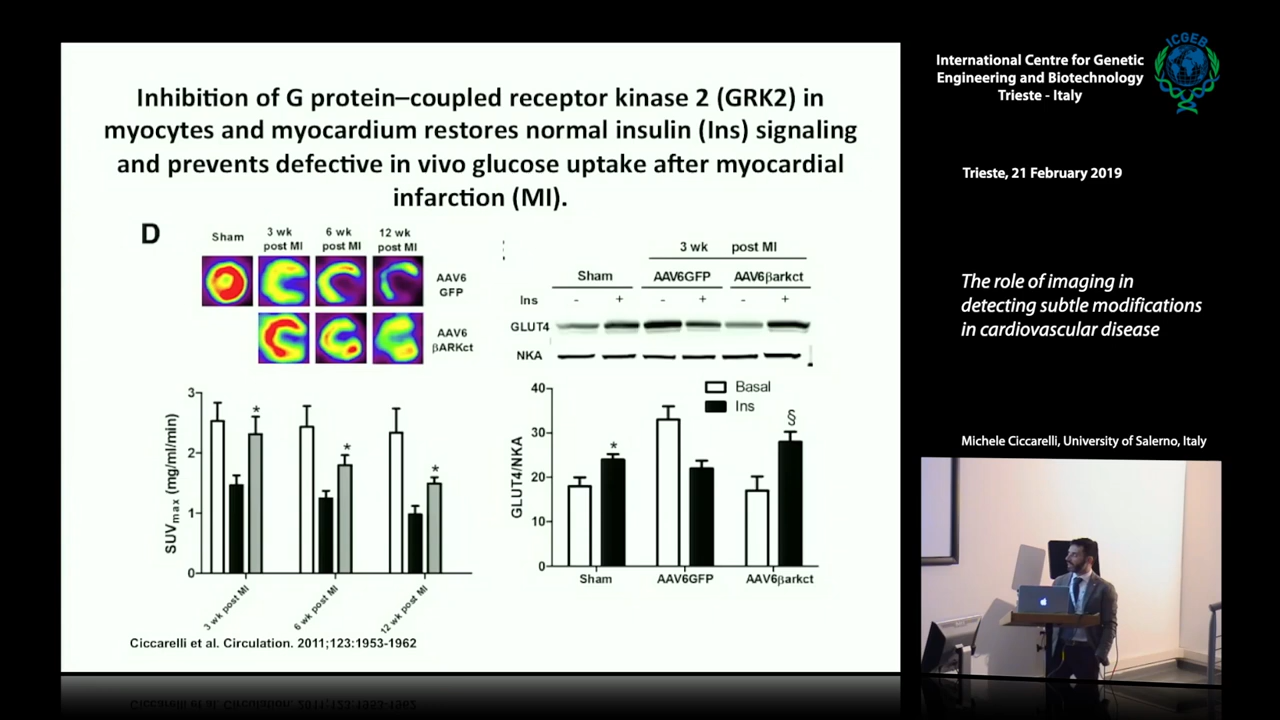 Inhibition of G protein–coupled receptor kinase 2 (GRK2) in
myocytes and myocardium restores normal insulin (Ins) signaling
and prevents defective in vivo glucose uptake after myocardial
infarction (MI).
D
Sham
3 wk
post MI
6 wk
post MI
12 wk
post MI
AAV6
GFP
AAV6
βARKct
3
2
1
0
SUVmax (mg/ml/min)
*
*
*
3 wk post MI
6 wk post MI
12 wk post MI
3 wk post MI
Sham
AAV6GFP
AAV6βarkct
Ins
- + - + - +
GLUT4
NKA
40
30
20
10
0
GLUT4/NKA
Basal
Ins
*
§
Sham
AAV6GFP
AAV6βarkct
Ciccarelli et al. Circulation. 2011;123:1953-1962
International Centre for Genetic
Engineering and Biotechnology
Trieste - Italy
ICGEB
Trieste, 21 February 2019
The role of imaging in
detecting subtle modifications
in cardiovascular disease
Michele Ciccarelli, University of Salerno, Italy